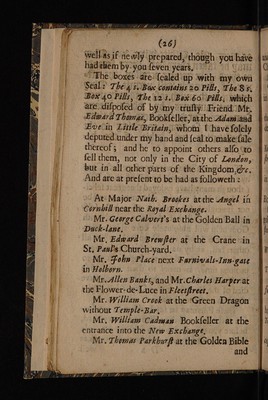 (26)
well as if newly prepared, though you have
had them by you seven years.
The boxes are sealed up with my own
Seal: The 4 s. Box contains 20 Pills, The 8 s.
Box 40 Pills, The 12 s. Box 60 Pills, which
are disposed of by my trusty Friend Mr.
Edward Thomas, Bookseller, at the Adam and
Eve in Little Britain, whom I have solely
deputed under my hand and seal to make sale
thereof; and he to appoint others also to
sell them, not only in the City of London,
but in all other parts of the Kingdom, &c.
And are at present to be had as followeth:
At Major Nath. Brookes at the Angel in
Cornhill near the Royal Exchange.
Mr. George Calvert's at the Golden Ball in
Duck-lane.
Mr. Edward Brewster at the Crane in
St. Paul's Church-yard.
Mr. John Place next Furnivals-Inn-gate
in Holborn.
Mr. Allen Banks, and Mr. Charles Harper at
the Flower-de-Luce in Fleetstreet.
Mr. William Crook at the Green Dragon
without Temple-Bar.
Mr. William Cadman Bookseller at the
entrance into the New Exchange.
Mr. Thomas Parkhurst at the Golden Bible
and